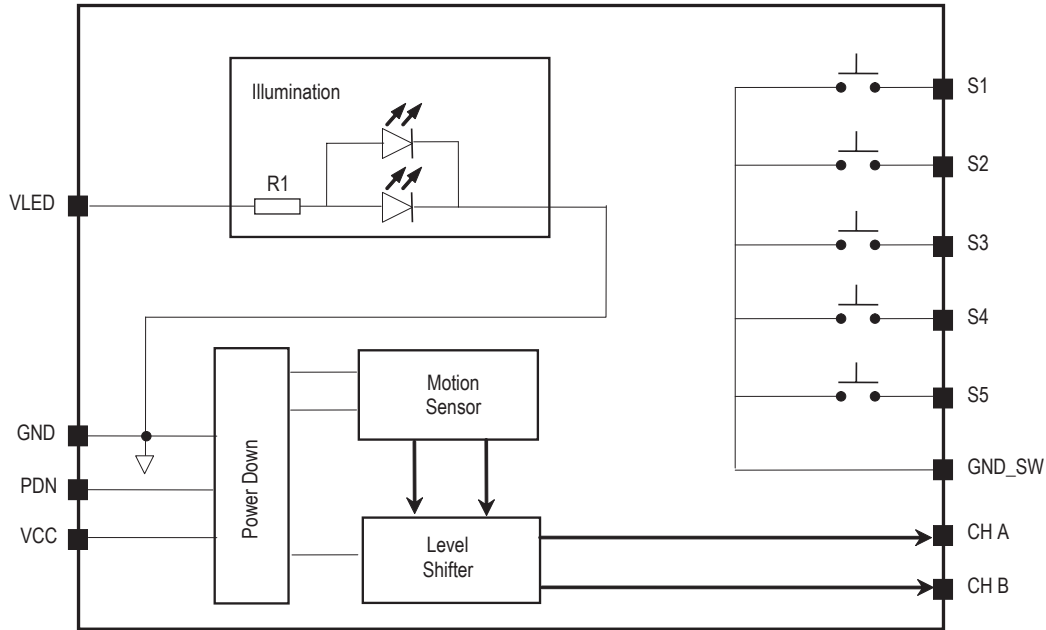 Illumination
R1
VLED
S1
S2
S3
S4
S5
GND_SW
Motion
Sensor
GND
PDN
VCC
Power Down
Level
Shifter
CH A
CH B